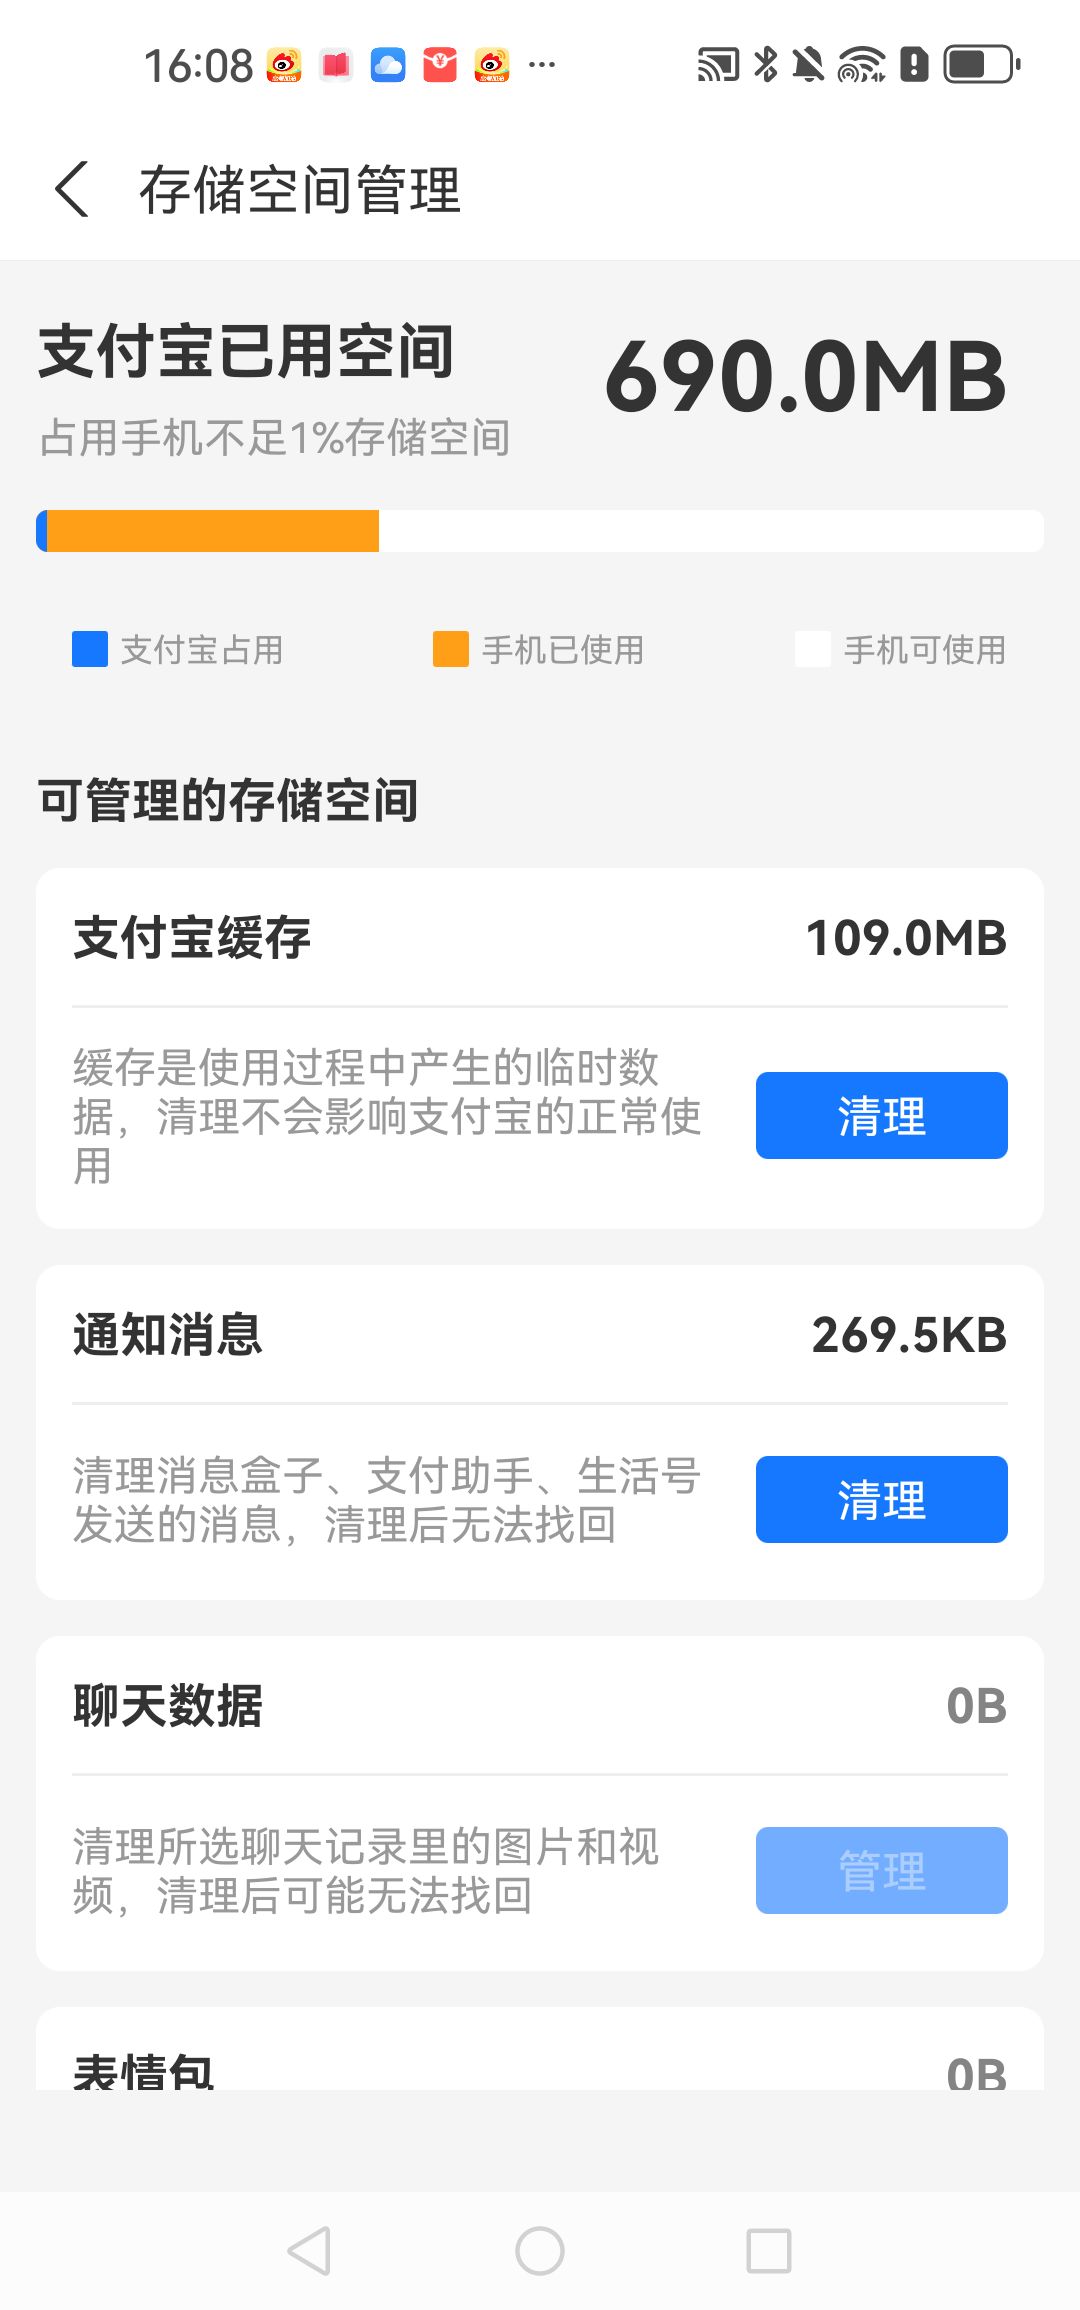 16:08
存储空间管理
支付宝已用空间
690.0MB
占用手机不足1%存储空间
支付宝占用
手机已使用
手机可使用
可管理的存储空间
支付宝缓存
109.0MB
缓存是使用过程中产生的临时数
据，清理不会影响支付宝的正常使
用
清理
通知消息
269.5KB
清理消息盒子、支付助手、生活号
发送的消息，清理后无法找回
清理
聊天数据
0B
清理所选聊天记录里的图片和视
频，清理后可能无法找回
管理
表情包
0B